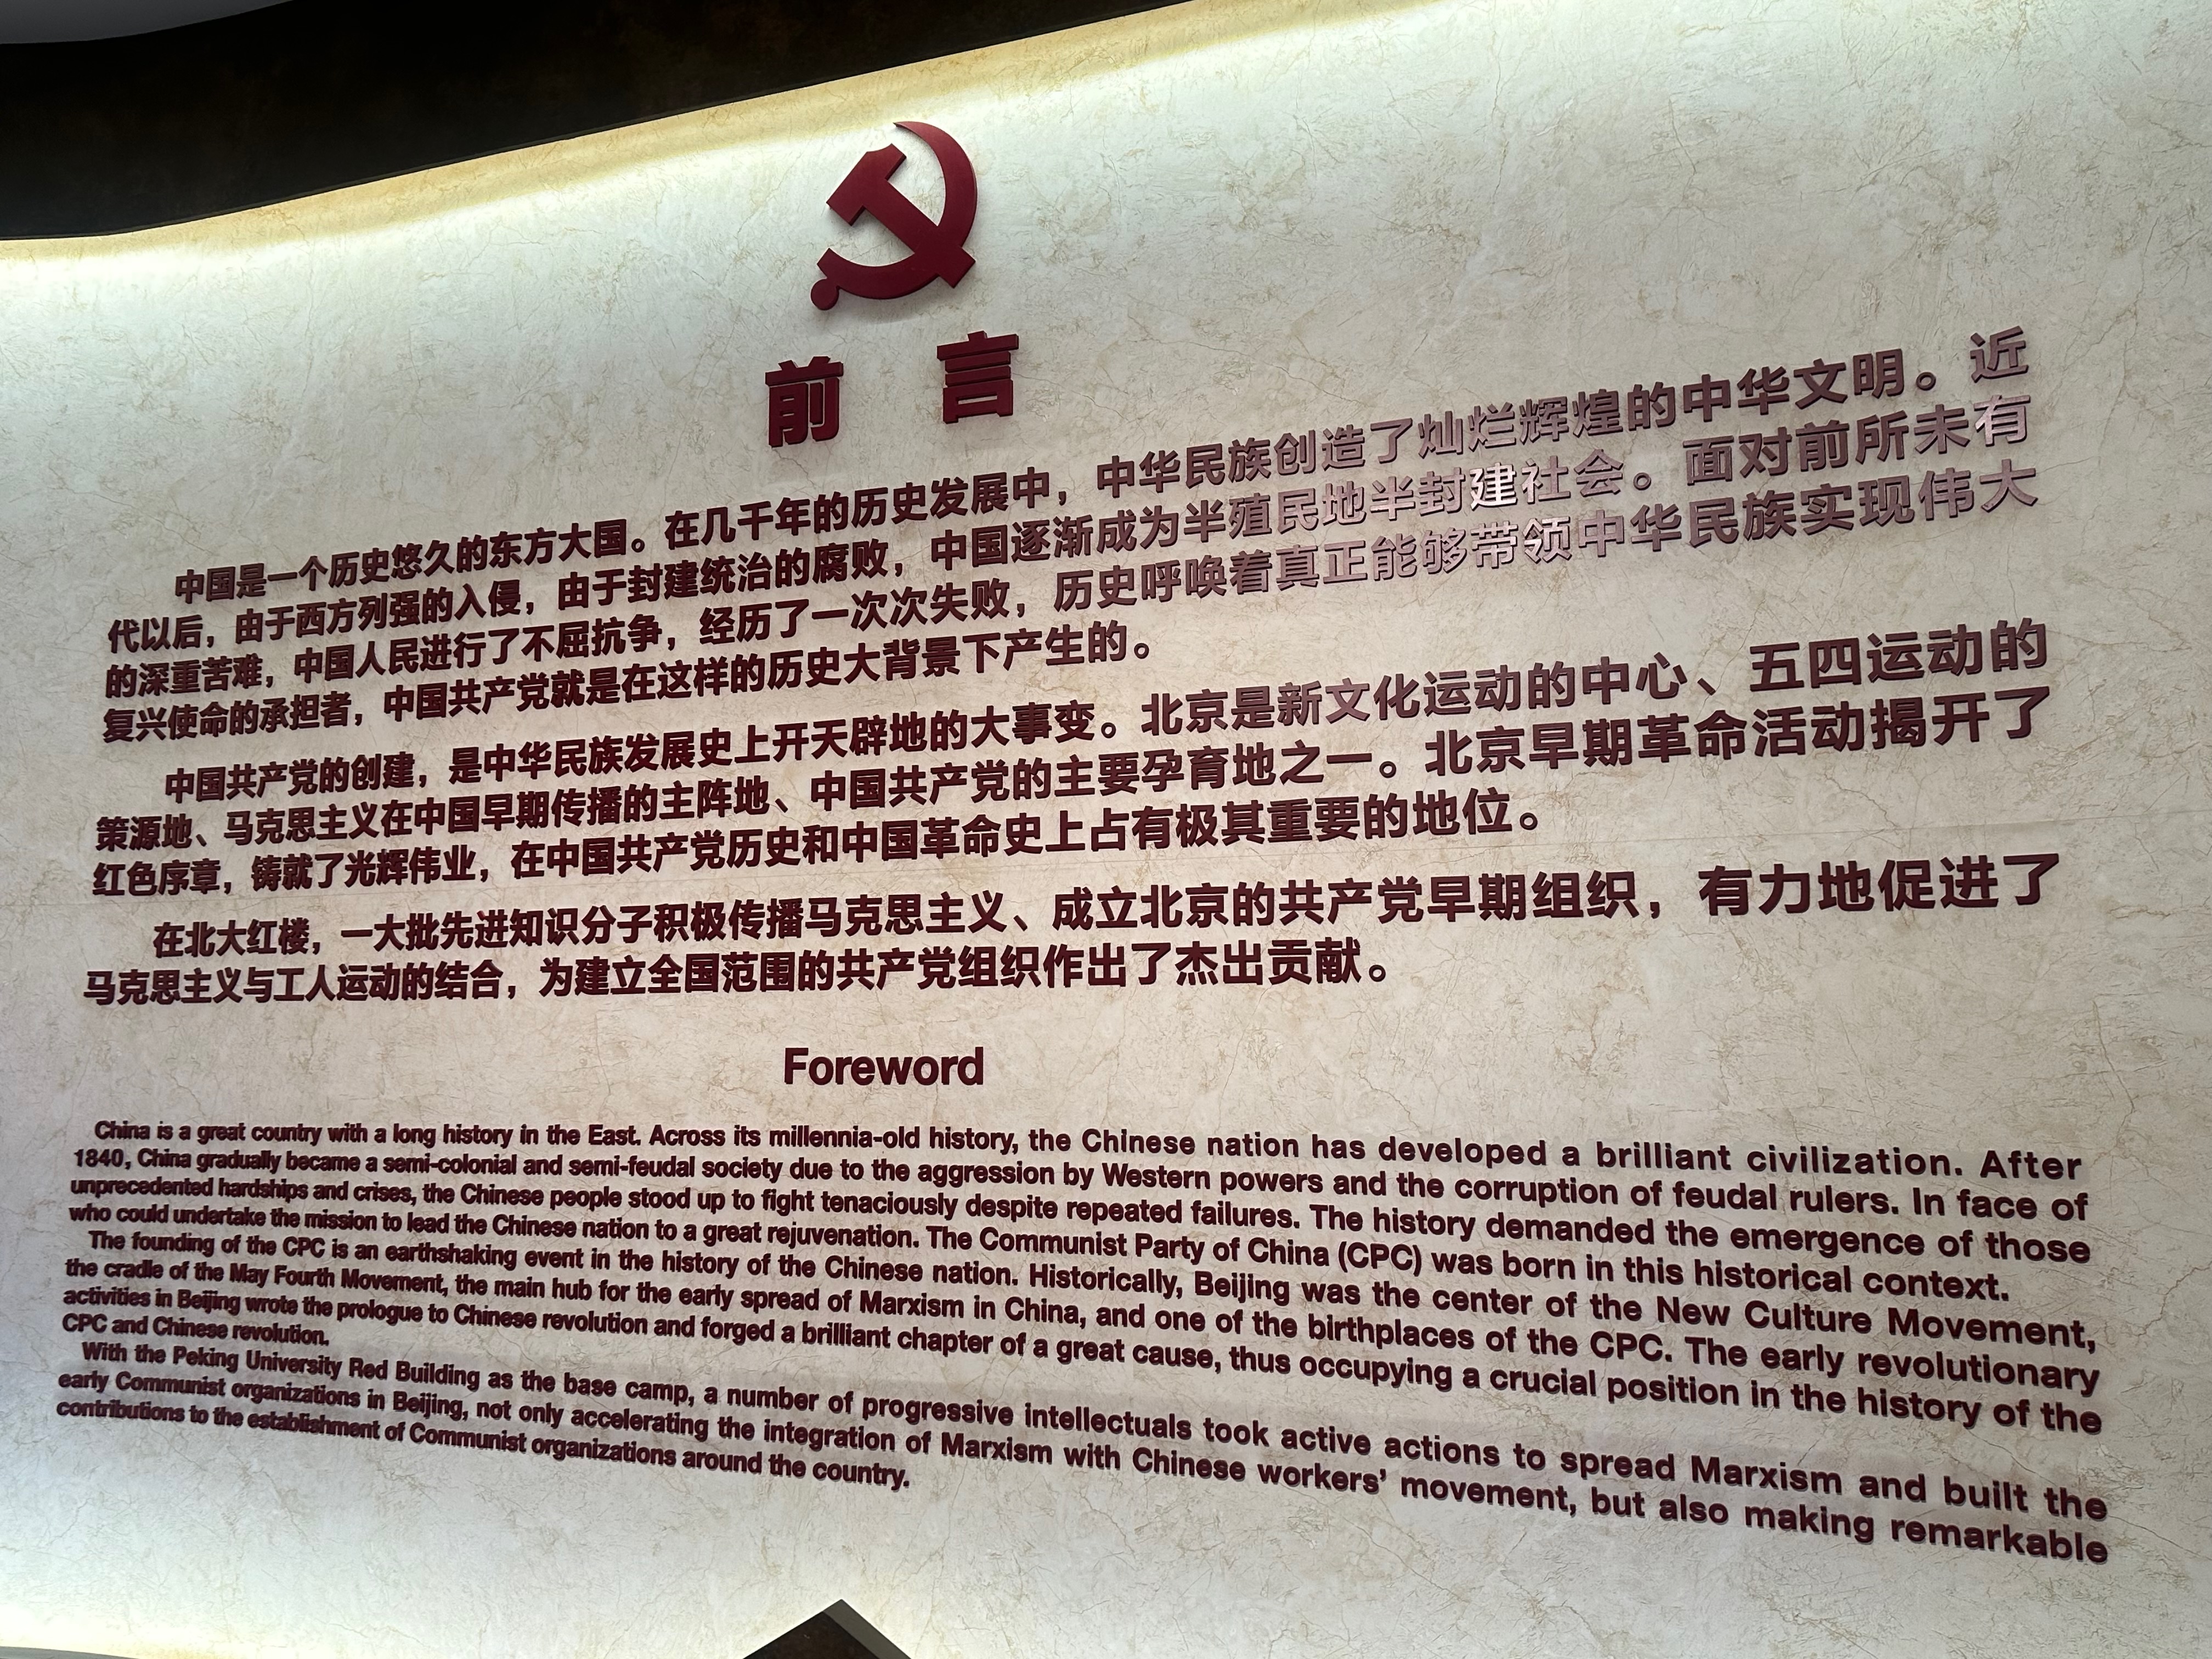 前言
中国是一个历史悠久的东方大国。在几千年的历史发展中，中华民族创造了灿烂辉煌的中华文明。近
代以后，由于西方列强的入侵，由于封建统治的腐败，中国逐渐成为半殖民地半封建社会。面对前所未有
的深重苦难，中国人民进行了不屈抗争，经历了一次次失败，历史呼唤着真正能够带领中华民族实现伟大
复兴使命的承担者，中国共产党就是在这样的历史大背景下产生的。
中国共产党的创建，是中华民族发展史上开天辟地的大事变。北京是新文化运动的中心、五四运动的
策源地、马克思主义在中国早期传播的主阵地、中国共产党的主要孕育地之一。北京早期革命活动揭开了
红色序章，铸就了光辉伟业，在中国共产党历史和中国革命史上占有极其重要的地位。
在北大红楼，一大批先进知识分子积极传播马克思主义、成立北京的共产党早期组织，有力地促进了
马克思主义与工人运动的结合，为建立全国范围的共产党组织作出了杰出贡献。
Foreword
China is a great country with a long history in the East. Across its millennia-old history, the Chinese nation has developed a brilliant civilization. After
1840, China gradually became a semi-colonial and semi-feudal society due to the aggression by Western powers and the corruption of feudal rulers. In face of
unprecedented hardships and crises, the Chinese people stood up to fight tenaciously despite repeated failures. The history demanded the emergence of those
who could undertake the mission to lead the Chinese nation to a great rejuvenation. The Communist Party of China (CPC) was born in this historical context.
The founding of the CPC is an earthshaking event in the history of the Chinese nation. Historically, Beijing was the center of the New Culture Movement,
the cradle of the May Fourth Movement, the main hub for the early spread of Marxism in China, and one of the birthplaces of the CPC. The early revolutionary
activities in Beijing wrote the prologue to Chinese revolution and forged a brilliant chapter of a great cause, thus occupying a crucial position in the history of the
CPC and Chinese revolution.
With the Peking University Red Building as the base camp, a number of progressive intellectuals took active actions to spread Marxism and built the
early Communist organizations in Beijing, not only accelerating the integration of Marxism with Chinese workers' movement, but also making remarkable
contributions to the establishment of Communist organizations around the country.